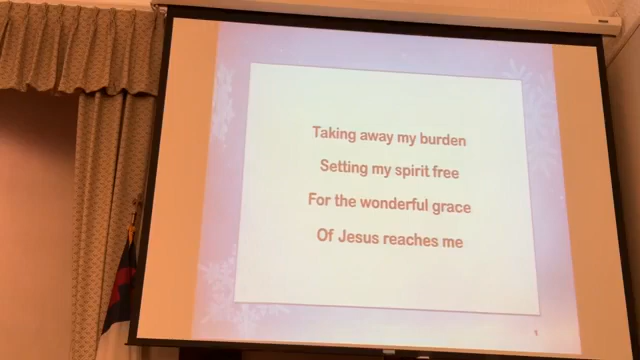 Taking away my burden
Setting my spirit free
For the wonderful grace
Of Jesus reaches me